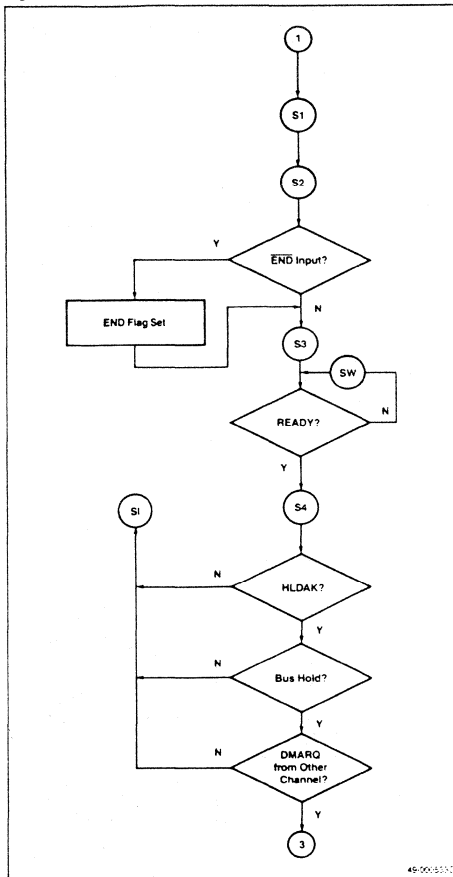 1
S1
S2
Y
END Input?
END Flag Set
N
S3
SW
READY?
N
Y
SI
S4
N
HLDAK?
Y
N
Bus Hold?
Y
N
DMARQ
from Other
Channel?
Y
3